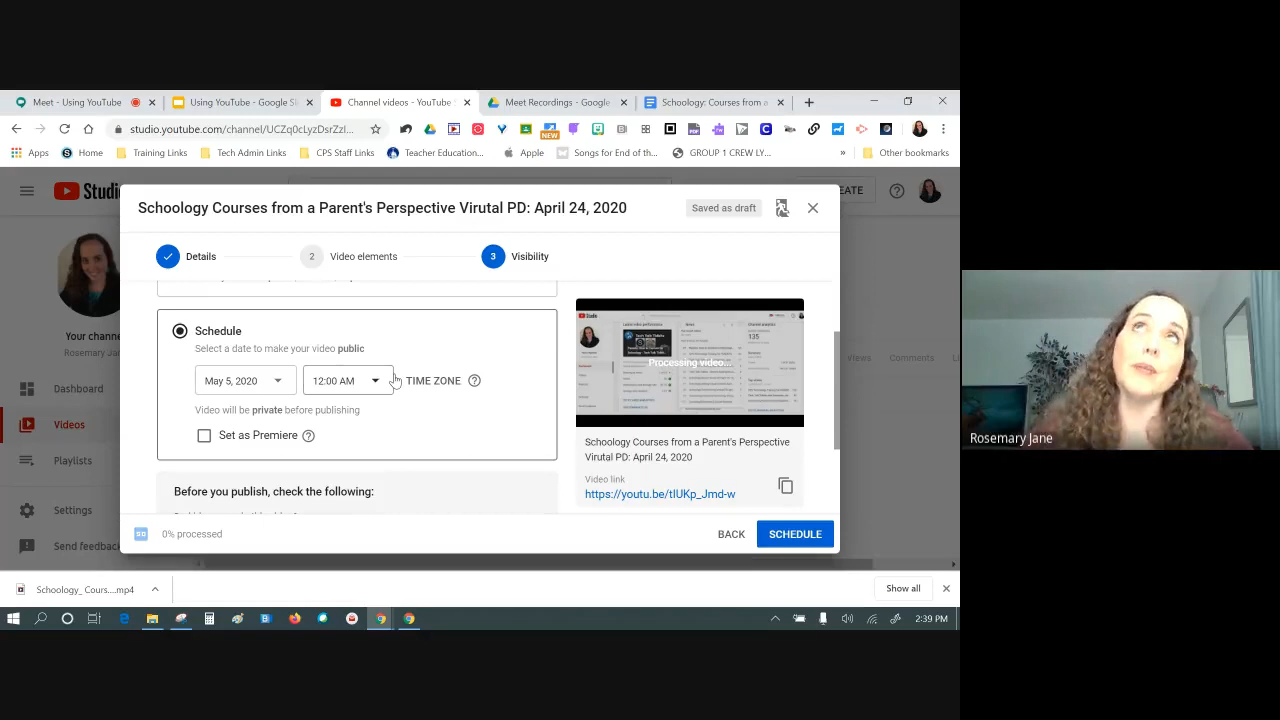 Meet - Using YouTube
Using YouTube - Google Sl
Channel videos - YouTube S
Meet Recordings - Google
Schoology: Courses from a
studio.youtube.com/channel/UCZq0cLyzDsrZzI...
NEW
Apps
Home
Training Links
Tech Admin Links
CPS Staff Links
Teacher Education...
Apple
Songs for End of th...
GROUP 1 CREW LY...
»
Other bookmarks
Studio
EATE
Schoology Courses from a Parent's Perspective Virutal PD: April 24, 2020
Saved as draft
Details
2
Video elements
3
Visibility
Your channel
Rosemary Jan
Dashboard
Videos
Playlists
Settings
Send feedback
Schedule
Select a date to make your video public
May 5, 2020
12:00 AM
TIME ZONE
Video will be private before publishing
Set as Premiere
Before you publish, check the following:
Processing video...
135
Schoology Courses from a Parent's Perspective
Virutal PD: April 24, 2020
Video link
https://youtu.be/tIUKp_Jmd-w
Views
Comments
SD
0% processed
BACK
SCHEDULE
Schoology_ Cours....mp4
Show all
2:39 PM
Rosemary Jane